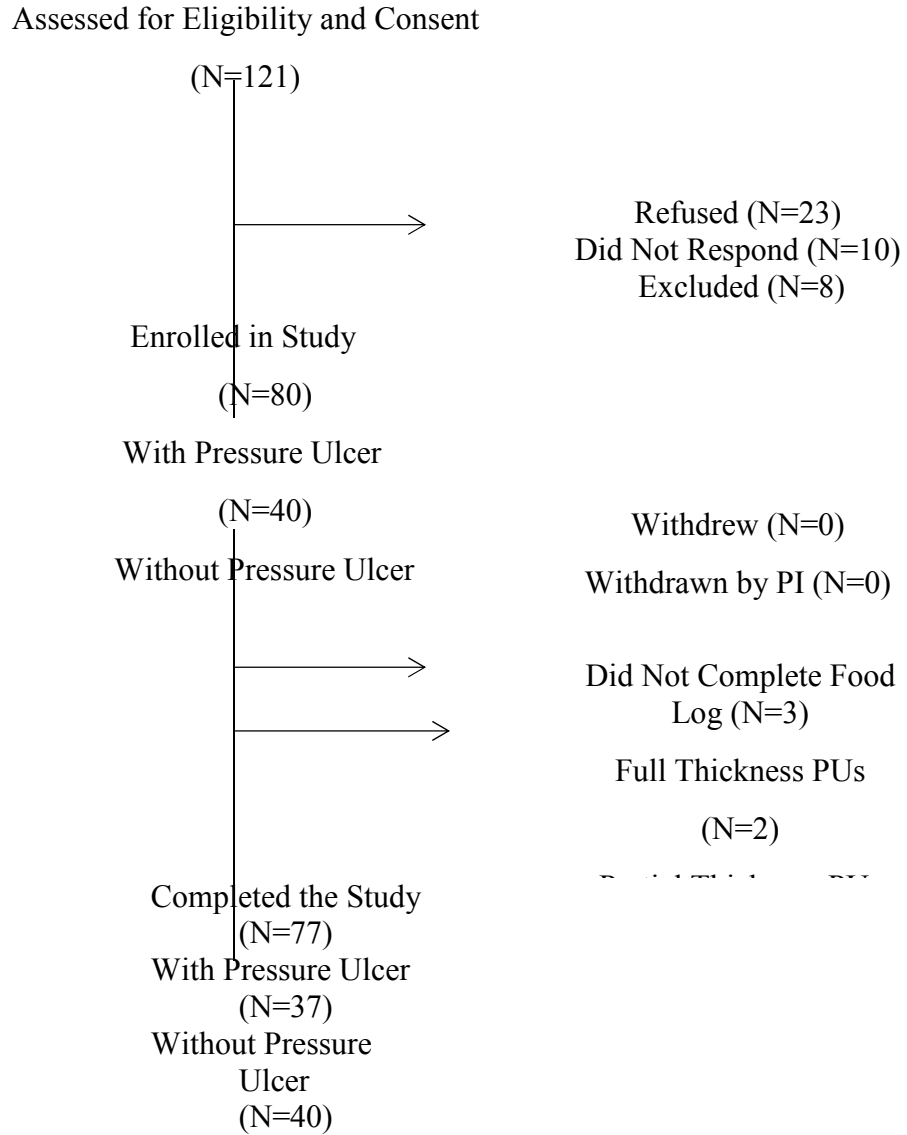 Assessed for Eligibility and Consent
(N=121)
Refused (N=23)
Did Not Respond (N=10)
Excluded (N=8)
Enrolled in Study
(N=80)
With Pressure Ulcer
(N=40)
Without Pressure Ulcer
Withdrew (N=0)
Withdrawn by PI (N=0)
Did Not Complete Food
Log (N=3)
Full Thickness PUs
(N=2)
Completed the Study
(N=77)
With Pressure Ulcer
(N=37)
Without Pressure
Ulcer
(N=40)